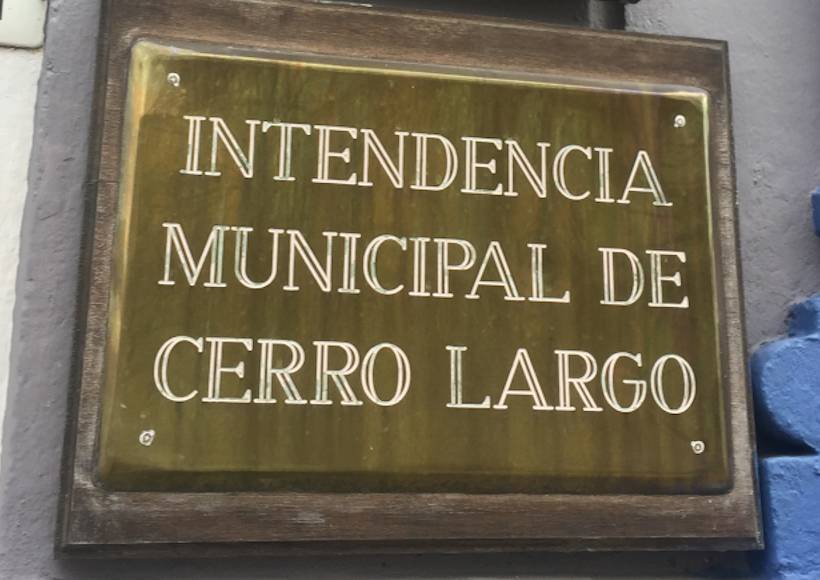 INTENDENCIA
MUNICIPAL DE
CERRO LARGO